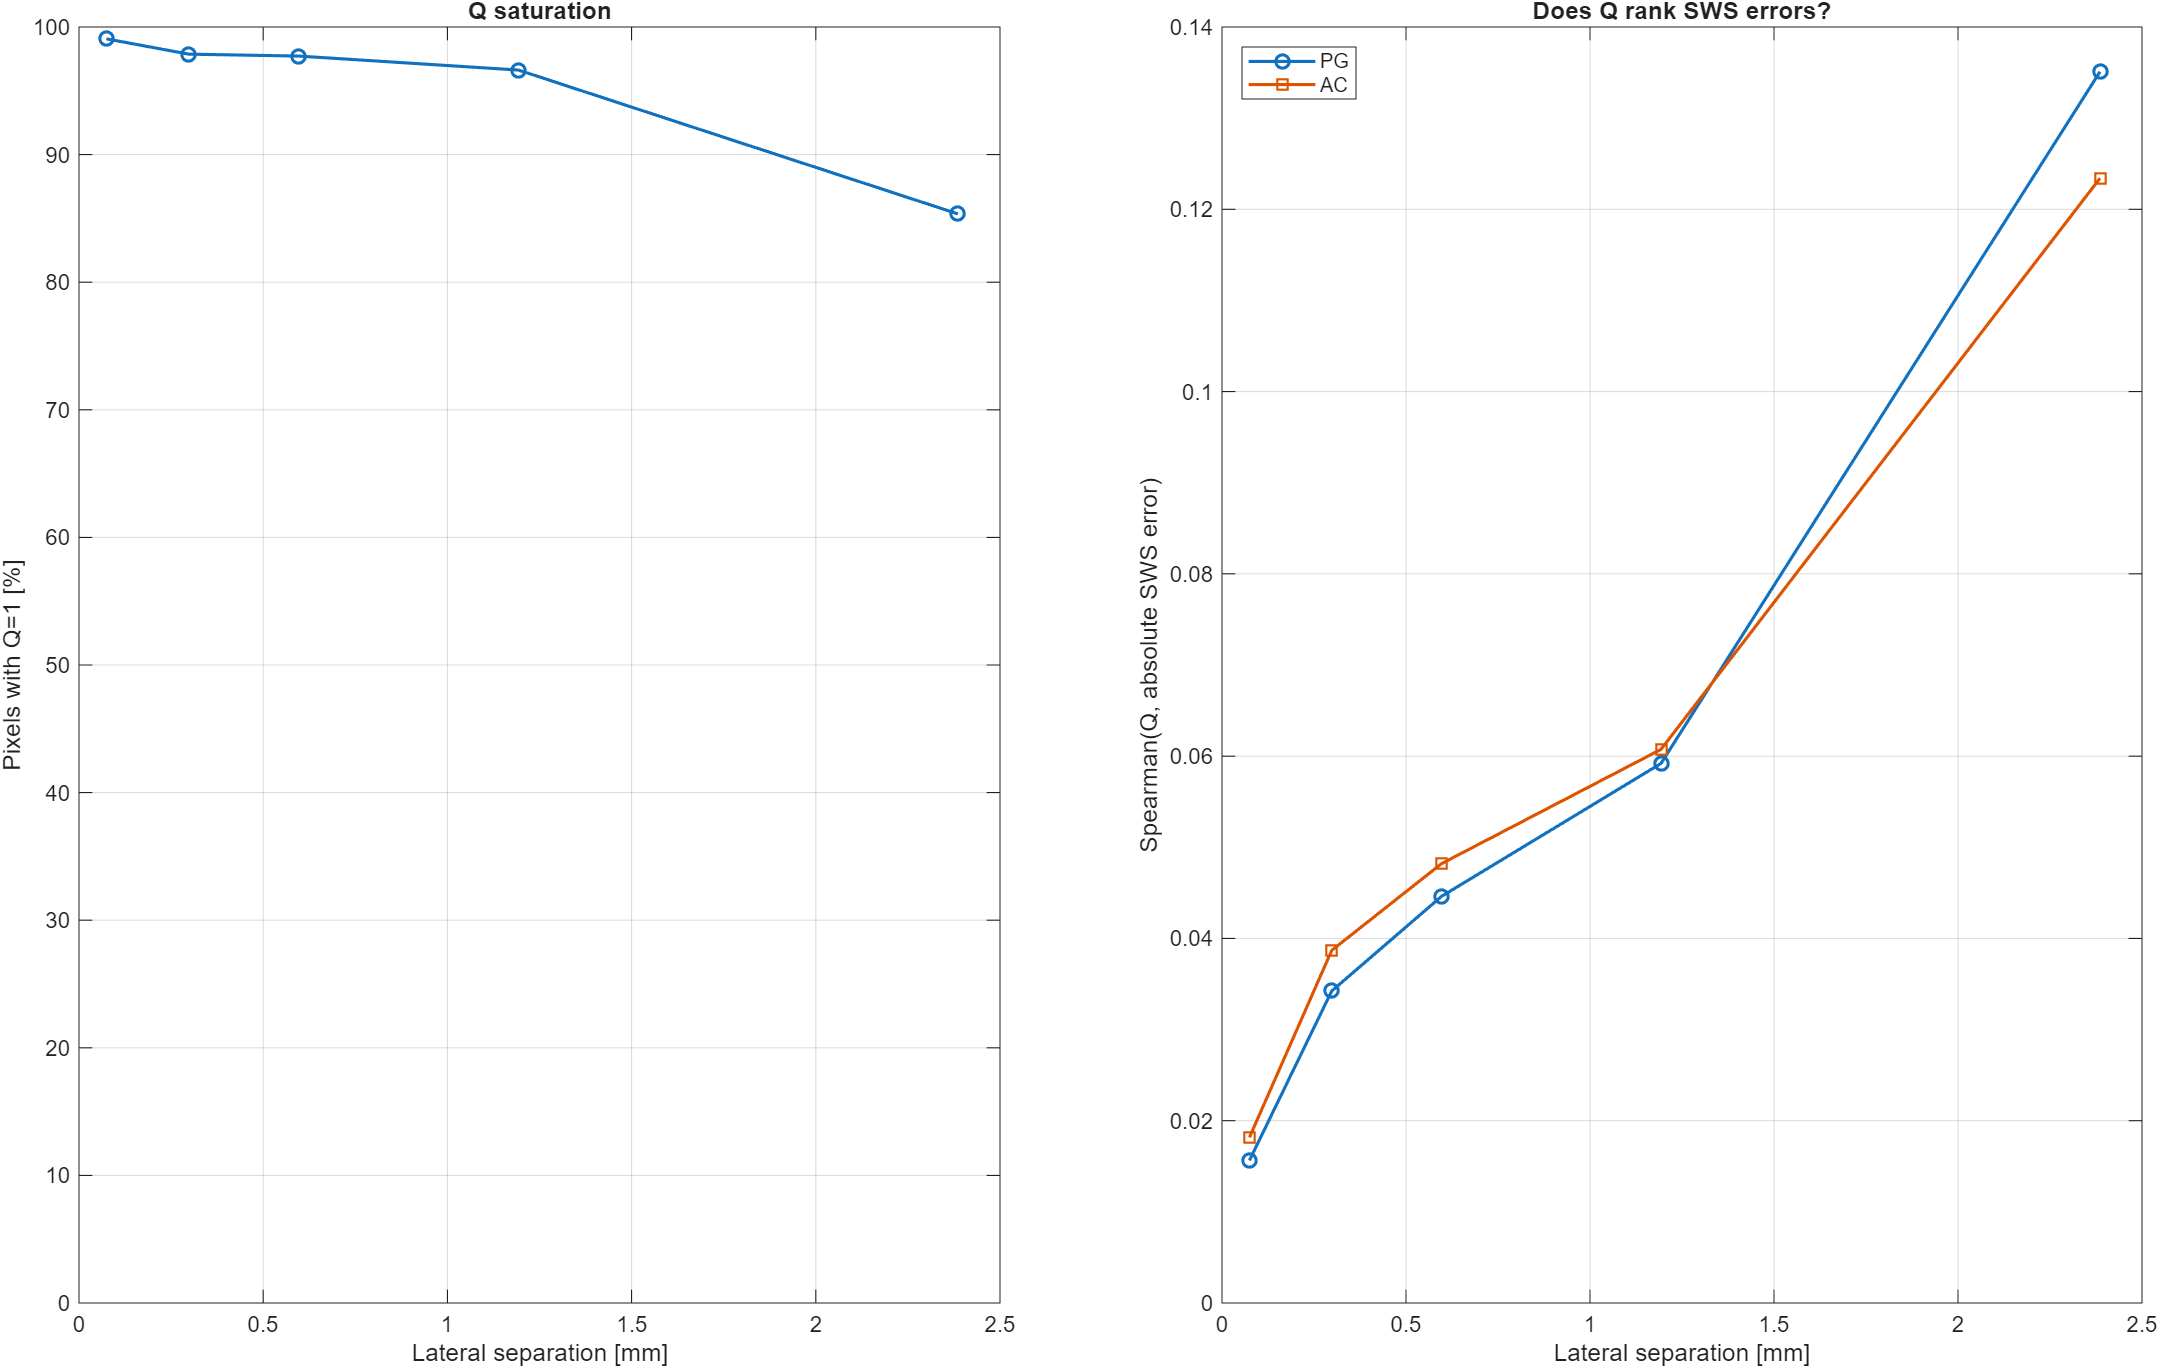 Q saturation
100
90
80
70
60
50
40
30
20
10
0
Pixels with Q=1 [%]
0 0.5 1 1.5 2 2.5
Lateral separation [mm]
Does Q rank SWS errors?
PG
AC
0.14
0.12
0.1
0.08
0.06
0.04
0.02
0
Spearman(Q, absolute SWS error)
0 0.5 1 1.5 2 2.5
Lateral separation [mm]